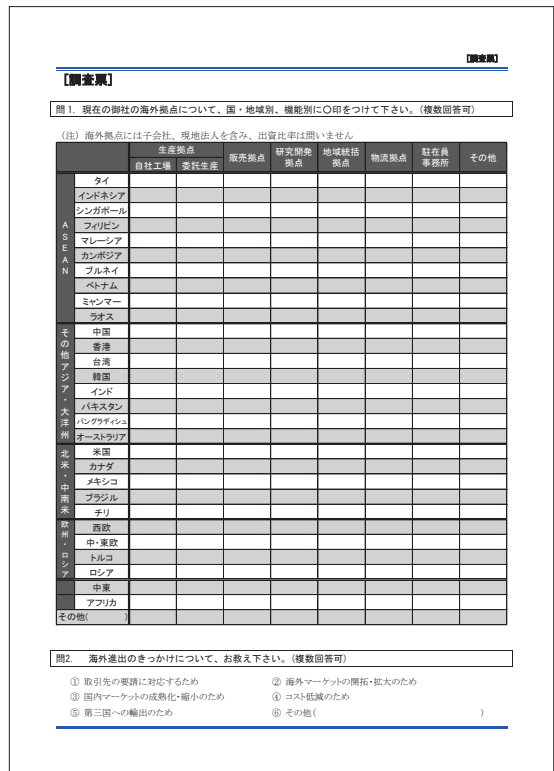 [調査票]
【調査票】
問1. 現在の御社の海外拠点について、国・地域別、機能別に〇印をつけて下さい。（複数回答可）
（注）海外拠点には子会社、現地法人を含み、出資比率は問いません
生産拠点 販売拠点 研究開発拠点 地域統括拠点 物流拠点 駐在員事務所 その他
自社工場 委託生産
ASEAN
タイ
インドネシア
シンガポール
フィリピン
マレーシア
カンボジア
ブルネイ
ベトナム
ミャンマー
ラオス
その他アジア・大洋州
中国
香港
台湾
韓国
インド
パキスタン
バングラディシュ
オーストラリア
北米・中南米
米国
カナダ
メキシコ
ブラジル
チリ
欧州・ロシア
西欧
中・東欧
トルコ
ロシア
中東
アフリカ
その他( )
問2. 海外進出のきっかけについて、お教え下さい。（複数回答可）
① 取引先の要請に対応するため ② 海外マーケットの開拓・拡大のため
③ 国内マーケットの成熟化・縮小のため ④ コスト低減のため
⑤ 第三国への輸出のため ⑥ その他( )